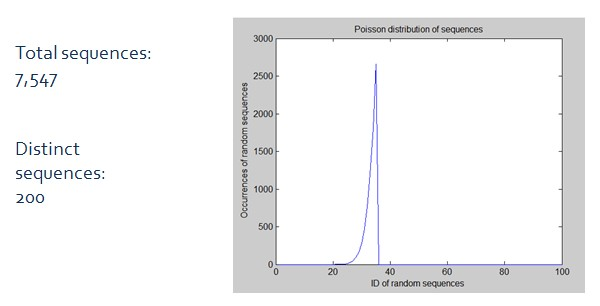 Total sequences:
7,547
Distinct
sequences:
200
Poisson distribution of sequences
3000
2500
2000
1500
1000
500
0
Occurrences of random sequences
0 20 40 60 80 100
ID of random sequences